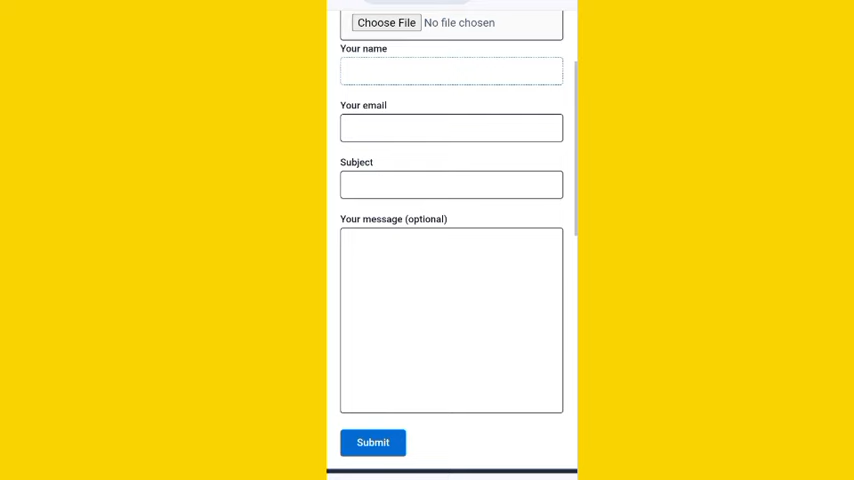 Choose File No file chosen
Your name
Your email
Subject
Your message (optional)
Submit